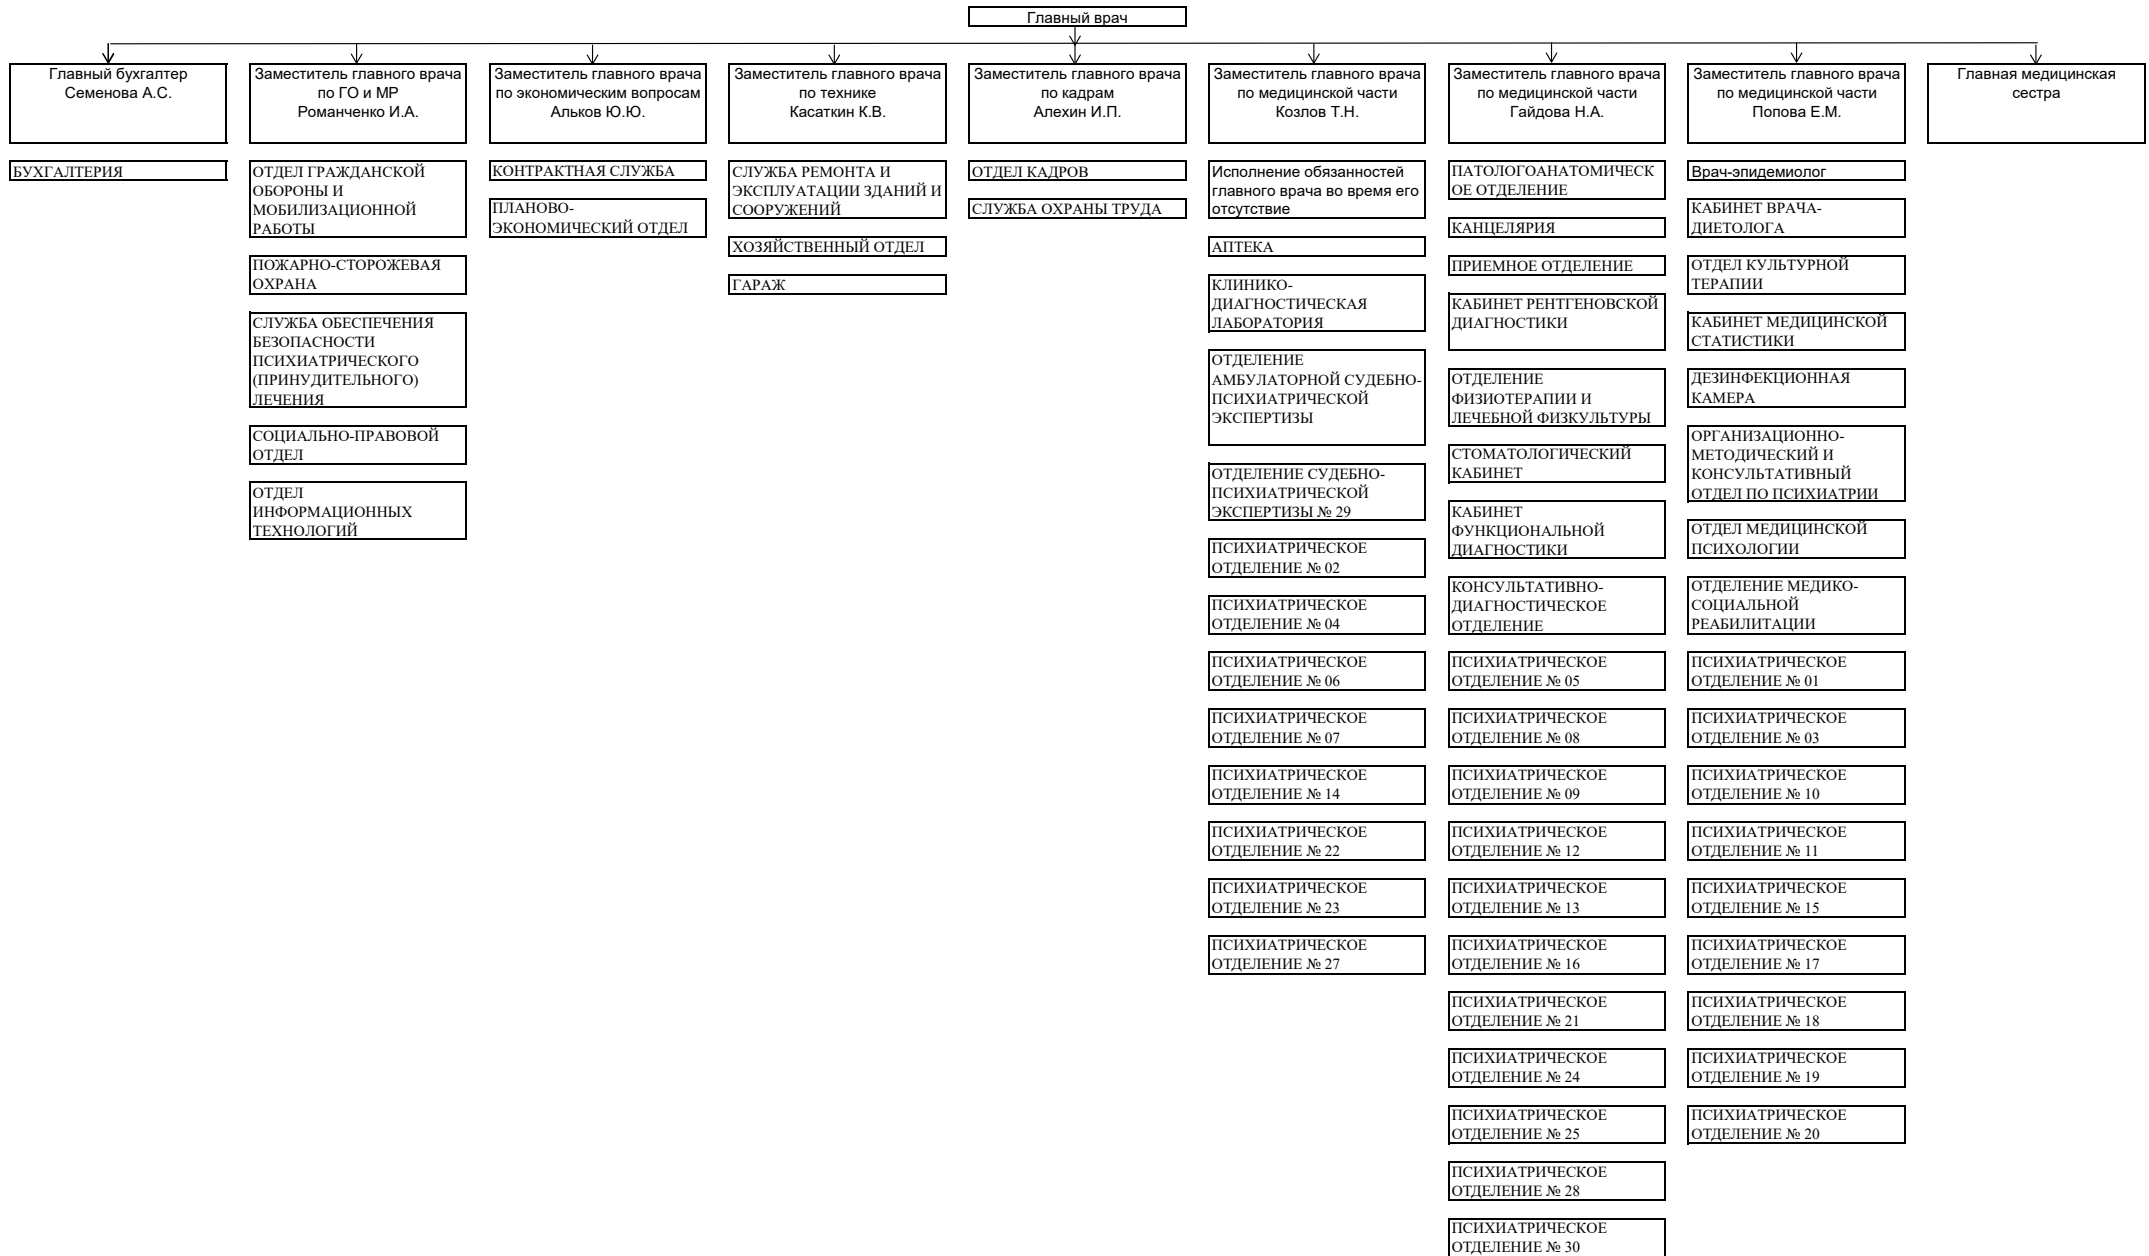 Главный врач
Главный бухгалтер
Семенова А.С.
БУХГАЛТЕРИЯ
Заместитель главного врача
по ГО и МР
Романченко И.А.
ОТДЕЛ ГРАЖДАНСКОЙ
ОБОРОНЫ И
МОБИЛИЗАЦИОННОЙ
РАБОТЫ
ПОЖАРНО-СТОРОЖЕВАЯ
ОХРАНА
СЛУЖБА ОБЕСПЕЧЕНИЯ
БЕЗОПАСНОСТИ
ПСИХИАТРИЧЕСКОГО
(ПРИНУДИТЕЛЬНОГО)
ЛЕЧЕНИЯ
СОЦИАЛЬНО-ПРАВОВОЙ
ОТДЕЛ
ОТДЕЛ
ИНФОРМАЦИОННЫХ
ТЕХНОЛОГИЙ
Заместитель главного врача
по экономическим вопросам
Альков Ю.Ю.
КОНТРАКТНАЯ СЛУЖБА
ПЛАНОВО-
ЭКОНОМИЧЕСКИЙ ОТДЕЛ
Заместитель главного врача
по технике
Касаткин К.В.
СЛУЖБА РЕМОНТА И
ЭКСПЛУАТАЦИИ ЗДАНИЙ И
СООРУЖЕНИЙ
ХОЗЯЙСТВЕННЫЙ ОТДЕЛ
ГАРАЖ
Заместитель главного врача
по кадрам
Алехин И.П.
ОТДЕЛ КАДРОВ
СЛУЖБА ОХРАНЫ ТРУДА
Заместитель главного врача
по медицинской части
Козлов Т.Н.
Исполнение обязанностей
главного врача во время его
отсутствие
АПТЕКА
КЛИНИКО-
ДИАГНОСТИЧЕСКАЯ
ЛАБОРАТОРИЯ
ОТДЕЛЕНИЕ
АМБУЛАТОРНОЙ СУДЕБНО-
ПСИХИАТРИЧЕСКОЙ
ЭКСПЕРТИЗЫ
ОТДЕЛЕНИЕ СУДЕБНО-
ПСИХИАТРИЧЕСКОЙ
ЭКСПЕРТИЗЫ № 29
ПСИХИАТРИЧЕСКОЕ
ОТДЕЛЕНИЕ № 02
ПСИХИАТРИЧЕСКОЕ
ОТДЕЛЕНИЕ № 04
ПСИХИАТРИЧЕСКОЕ
ОТДЕЛЕНИЕ № 06
ПСИХИАТРИЧЕСКОЕ
ОТДЕЛЕНИЕ № 07
ПСИХИАТРИЧЕСКОЕ
ОТДЕЛЕНИЕ № 14
ПСИХИАТРИЧЕСКОЕ
ОТДЕЛЕНИЕ № 22
ПСИХИАТРИЧЕСКОЕ
ОТДЕЛЕНИЕ № 23
ПСИХИАТРИЧЕСКОЕ
ОТДЕЛЕНИЕ № 27
Заместитель главного врача
по медицинской части
Гайдова Н.А.
ПАТОЛОГОАНАТОМИЧЕСК
ОЕ ОТДЕЛЕНИЕ
КАНЦЕЛЯРИЯ
ПРИЕМНОЕ ОТДЕЛЕНИЕ
КАБИНЕТ РЕНТГЕНОВСКОЙ
ДИАГНОСТИКИ
ОТДЕЛЕНИЕ
ФИЗИОТЕРАПИИ И
ЛЕЧЕБНОЙ ФИЗКУЛЬТУРЫ
СТОМАТОЛОГИЧЕСКИЙ
КАБИНЕТ
КАБИНЕТ
ФУНКЦИОНАЛЬНОЙ
ДИАГНОСТИКИ
КОНСУЛЬТАТИВНО-
ДИАГНОСТИЧЕСКОЕ
ОТДЕЛЕНИЕ
ПСИХИАТРИЧЕСКОЕ
ОТДЕЛЕНИЕ № 05
ПСИХИАТРИЧЕСКОЕ
ОТДЕЛЕНИЕ № 08
ПСИХИАТРИЧЕСКОЕ
ОТДЕЛЕНИЕ № 09
ПСИХИАТРИЧЕСКОЕ
ОТДЕЛЕНИЕ № 12
ПСИХИАТРИЧЕСКОЕ
ОТДЕЛЕНИЕ № 13
ПСИХИАТРИЧЕСКОЕ
ОТДЕЛЕНИЕ № 16
ПСИХИАТРИЧЕСКОЕ
ОТДЕЛЕНИЕ № 21
ПСИХИАТРИЧЕСКОЕ
ОТДЕЛЕНИЕ № 24
ПСИХИАТРИЧЕСКОЕ
ОТДЕЛЕНИЕ № 25
ПСИХИАТРИЧЕСКОЕ
ОТДЕЛЕНИЕ № 28
ПСИХИАТРИЧЕСКОЕ
ОТДЕЛЕНИЕ № 30
Заместитель главного врача
по медицинской части
Попова Е.М.
Врач-эпидемиолог
КАБИНЕТ ВРАЧА-
ДИЕТОЛОГА
ОТДЕЛ КУЛЬТУРНОЙ
ТЕРАПИИ
КАБИНЕТ МЕДИЦИНСКОЙ
СТАТИСТИКИ
ДЕЗИНФЕКЦИОННАЯ
КАМЕРА
ОРГАНИЗАЦИОННО-
МЕТОДИЧЕСКИЙ И
КОНСУЛЬТАТИВНЫЙ
ОТДЕЛ ПО ПСИХИАТРИИ
ОТДЕЛ МЕДИЦИНСКОЙ
ПСИХОЛОГИИ
ОТДЕЛЕНИЕ МЕДИКО-
СОЦИАЛЬНОЙ
РЕАБИЛИТАЦИИ
ПСИХИАТРИЧЕСКОЕ
ОТДЕЛЕНИЕ № 01
ПСИХИАТРИЧЕСКОЕ
ОТДЕЛЕНИЕ № 03
ПСИХИАТРИЧЕСКОЕ
ОТДЕЛЕНИЕ № 10
ПСИХИАТРИЧЕСКОЕ
ОТДЕЛЕНИЕ № 11
ПСИХИАТРИЧЕСКОЕ
ОТДЕЛЕНИЕ № 15
ПСИХИАТРИЧЕСКОЕ
ОТДЕЛЕНИЕ № 17
ПСИХИАТРИЧЕСКОЕ
ОТДЕЛЕНИЕ № 18
ПСИХИАТРИЧЕСКОЕ
ОТДЕЛЕНИЕ № 19
ПСИХИАТРИЧЕСКОЕ
ОТДЕЛЕНИЕ № 20
Главная медицинская
сестра